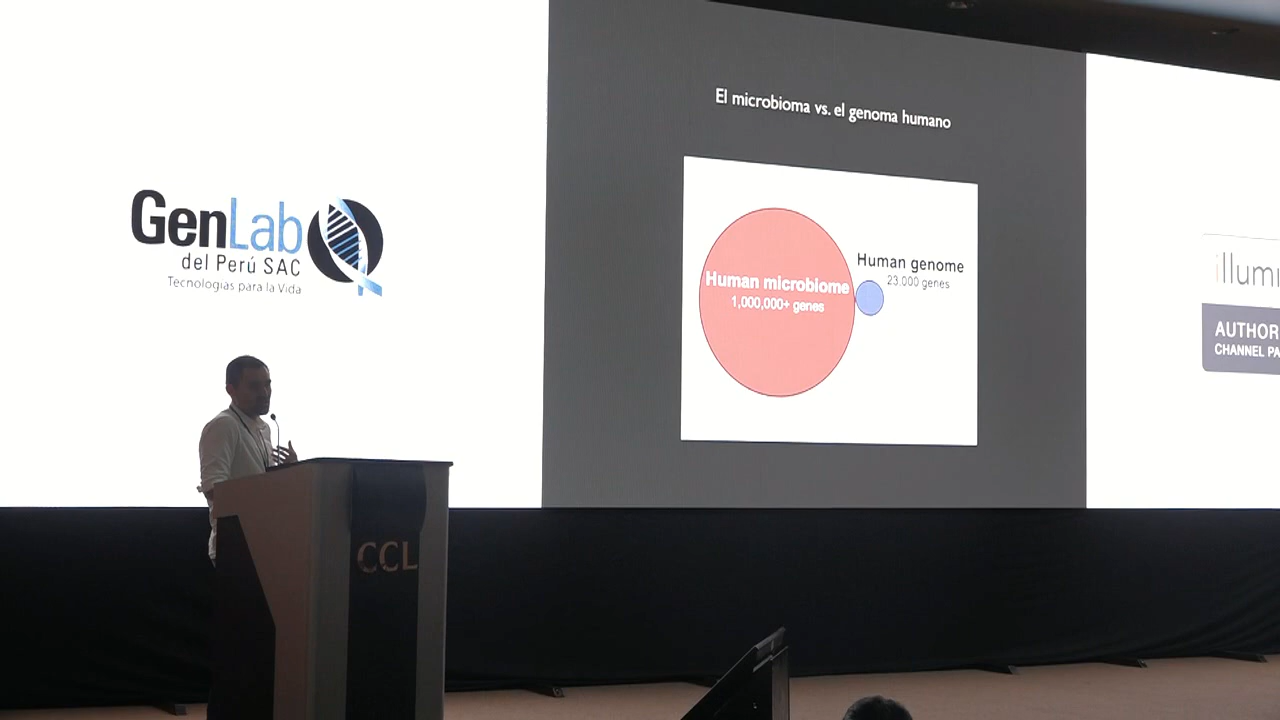 GenLab
del Perú SAC
Tecnologías para la Vida
El microbioma vs. el genoma humano
Human microbiome
1,000,000+ genes
Human genome
23,000 genes
illumi
AUTHOR
CHANNEL PA
CCL